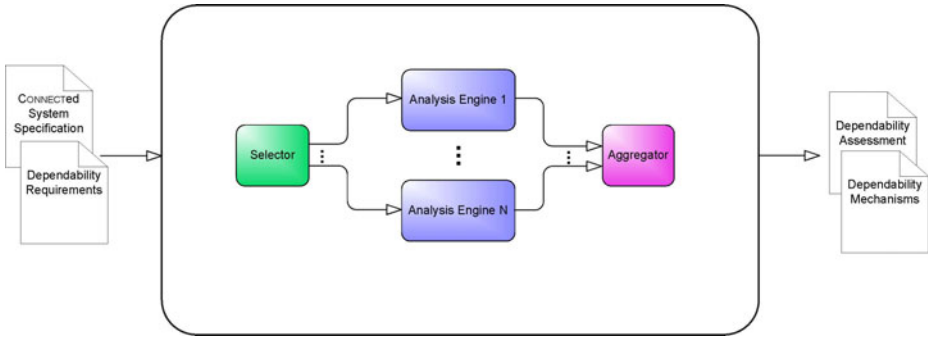 CONNECTed
System
Specification
Dependability
Requirements
Selector
Analysis Engine 1
Analysis Engine N
Aggregator
Dependability
Assessment
Dependability
Mechanisms